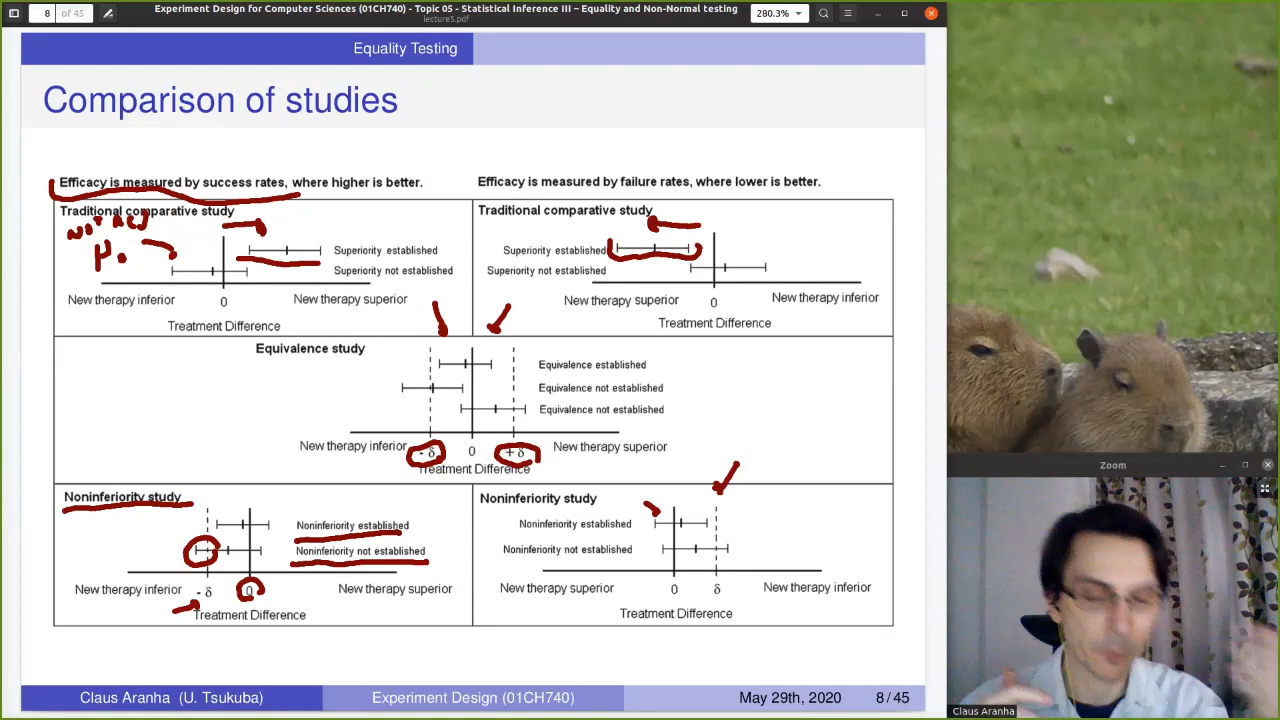 8 of 45
Experiment Design for Computer Sciences (01CH740) - Topic 05 - Statistical Inference III – Equality and Non-Normal testing
lecture5.pdf
280.3%
Equality Testing
Comparison of studies
Efficacy is measured by success rates, where higher is better.
Efficacy is measured by failure rates, where lower is better.
Traditional comparative study
Superiority established
Superiority not established
New therapy inferior
0
New therapy superior
Treatment Difference
Traditional comparative study
Superiority established
Superiority not established
New therapy superior
0
New therapy inferior
Treatment Difference
Equivalence study
Equivalence established
Equivalence not established
Equivalence not established
New therapy inferior
- δ
0
+ δ
New therapy superior
Treatment Difference
Noninferiority study
Noninferiority established
Noninferiority not established
New therapy inferior
- δ
0
New therapy superior
Treatment Difference
Noninferiority study
Noninferiority established
Noninferiority not established
New therapy superior
0
δ
New therapy inferior
Treatment Difference
Claus Aranha (U. Tsukuba)
Experiment Design (01CH740)
May 29th, 2020
8 / 45
Zoom
Claus Aranha